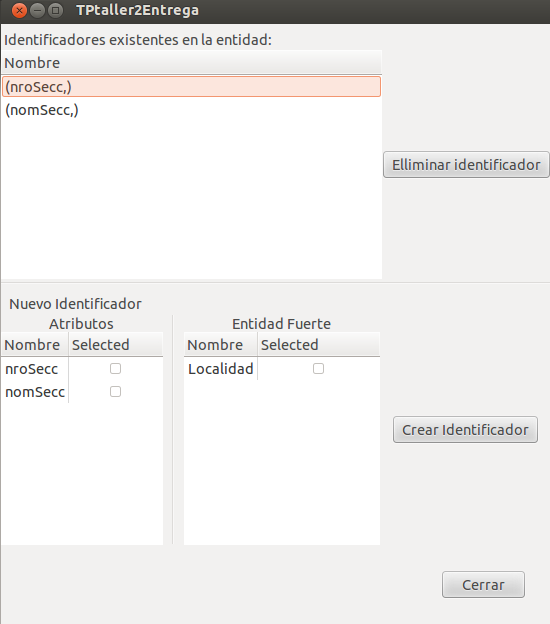 TPtaller2Entrega
Identificadores existentes en la entidad:
Nombre
(nroSecc,)
(nomSecc,)
Elliminar identificador
Nuevo Identificador
Atributos
Nombre Selected
nroSecc
nomSecc
Entidad Fuerte
Nombre Selected
Localidad
Crear Identificador
Cerrar